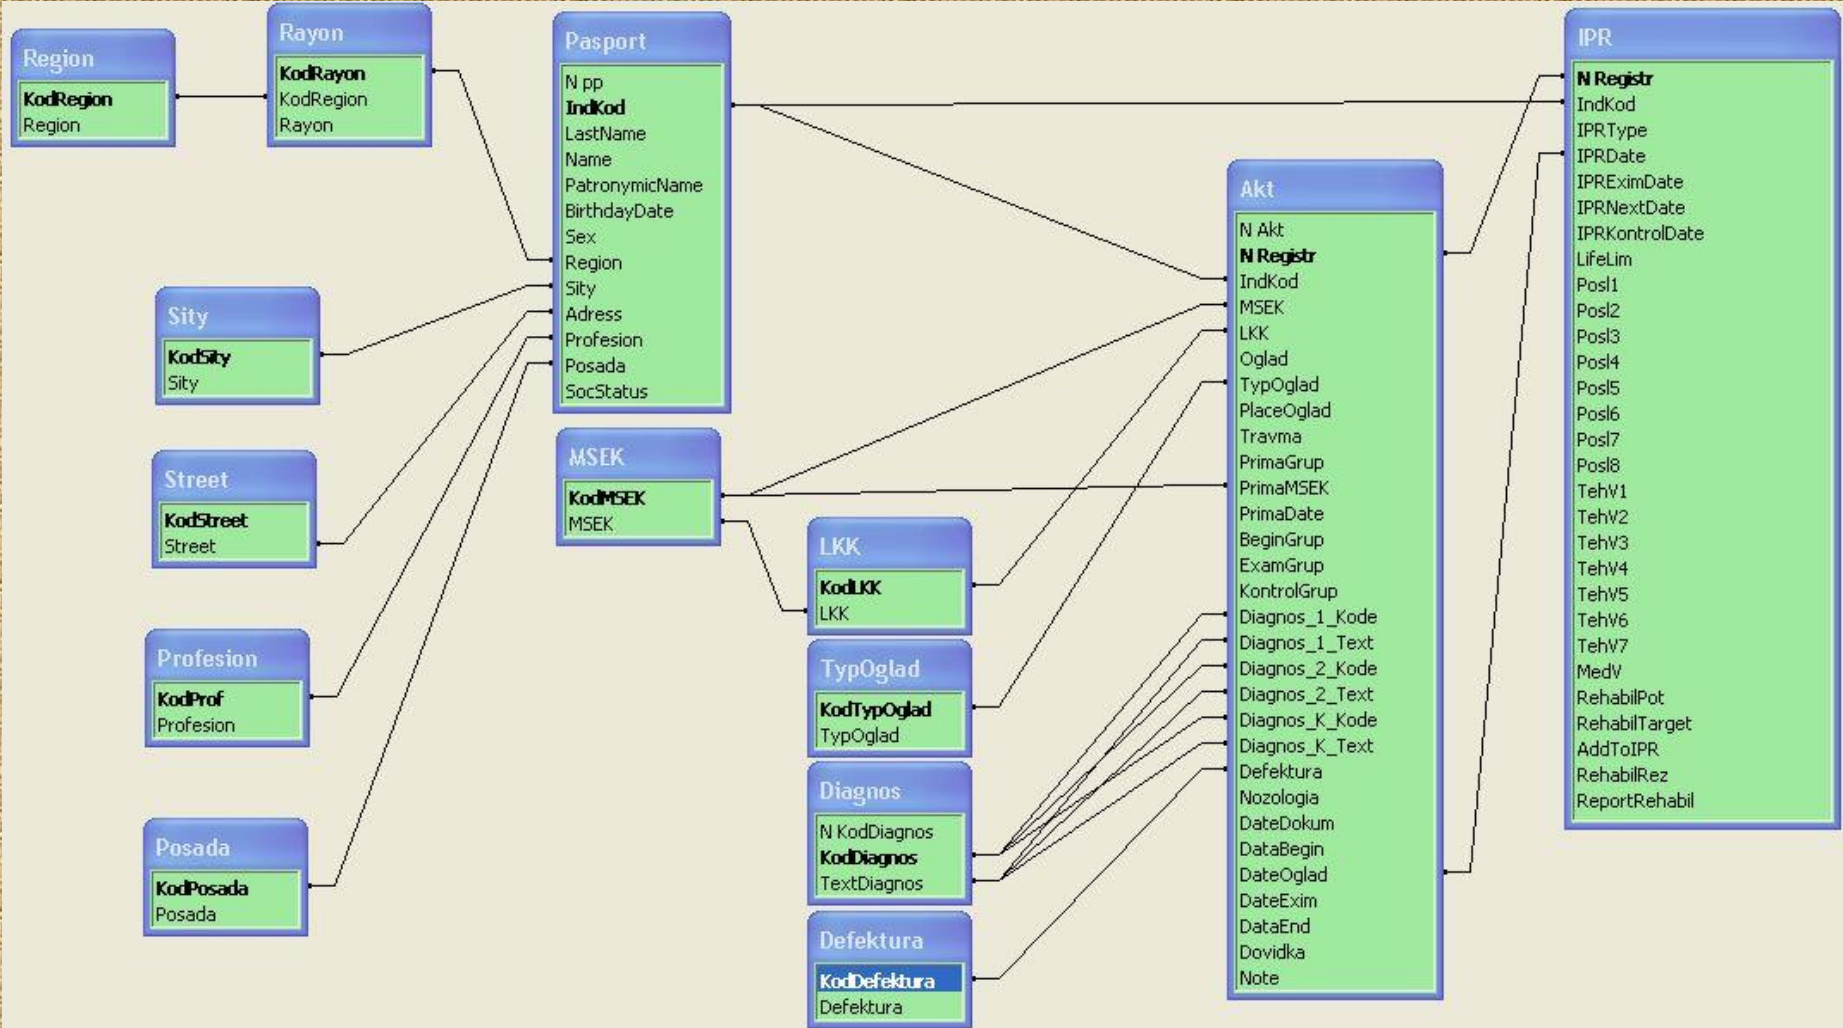 Region
KodRegion
Region
Rayon
KodRayon
KodRegion
Rayon
Pasport
N pp
IndKod
LastName
Name
PatronymicName
BirthdayDate
Sex
Region
Sity
Adress
Profesion
Posada
SocStatus
Sity
KodSity
Sity
Street
KodStreet
Street
Profesion
KodProf
Profesion
Posada
KodPosada
Posada
MSEK
KodMSEK
MSEK
LKK
KodLKK
LKK
TypOglad
KodTypOglad
TypOglad
Diagnos
N KodDiagnos
KodDiagnos
TextDiagnos
Defektura
KodDefektura
Defektura
Akt
N Akt
N Registr
IndKod
MSEK
LKK
Oglad
TypOglad
PlaceOglad
Travma
PrimaGrup
PrimaMSEK
PrimaDate
BeginGrup
ExamGrup
KontrolGrup
Diagnos_1_Kode
Diagnos_1_Text
Diagnos_2_Kode
Diagnos_2_Text
Diagnos_K_Kode
Diagnos_K_Text
Defektura
Nozologia
DateDokum
DataBegin
DateOglad
DateExim
DataEnd
Dovidka
Note
IPR
N Registr
IndKod
IPRType
IPRDate
IPREximDate
IPRNextDate
IPRKontrolDate
LifeLim
Posl1
Posl2
Posl3
Posl4
Posl5
Posl6
Posl7
Posl8
TehV1
TehV2
TehV3
TehV4
TehV5
TehV6
TehV7
MedV
RehabilPot
RehabilTarget
AddToIPR
RehabilRez
ReportRehabil